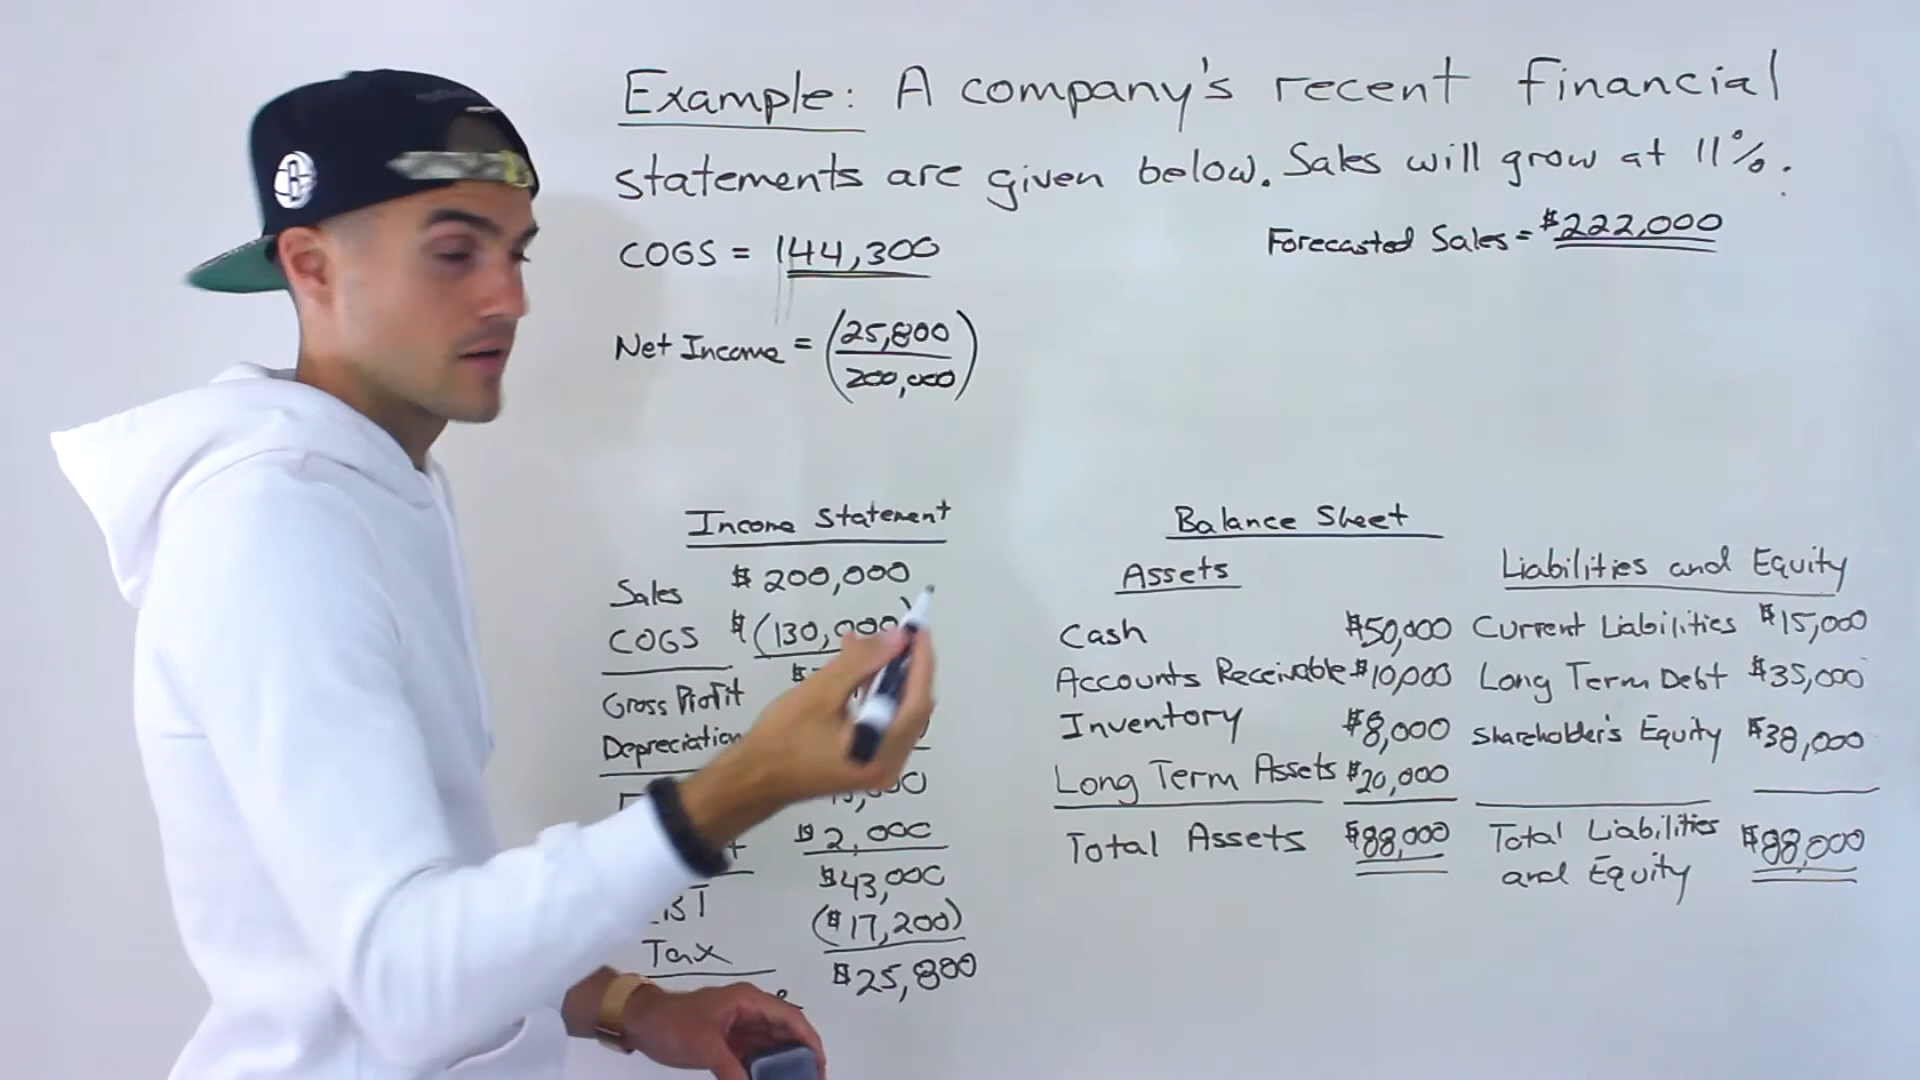 Example: A company's recent financial
statements are given below. Sales will grow at 11%.
COGS = 144,300
Forecasted Sales = $222,000
Net Income = (25,800 / 200,000)
Income Statement
Sales $200,000
COGS $(130,000)
Gross Profit
Depreciation
$2,000
$43,000
Tax ($17,200)
$25,800
Balance Sheet
Assets
Cash $50,000
Accounts Receivable $10,000
Inventory $8,000
Long Term Assets $20,000
Total Assets $88,000
Liabilities and Equity
Current Liabilities $15,000
Long Term Debt $35,000
Shareholder's Equity $38,000
Total Liabilities
and Equity $88,000
B